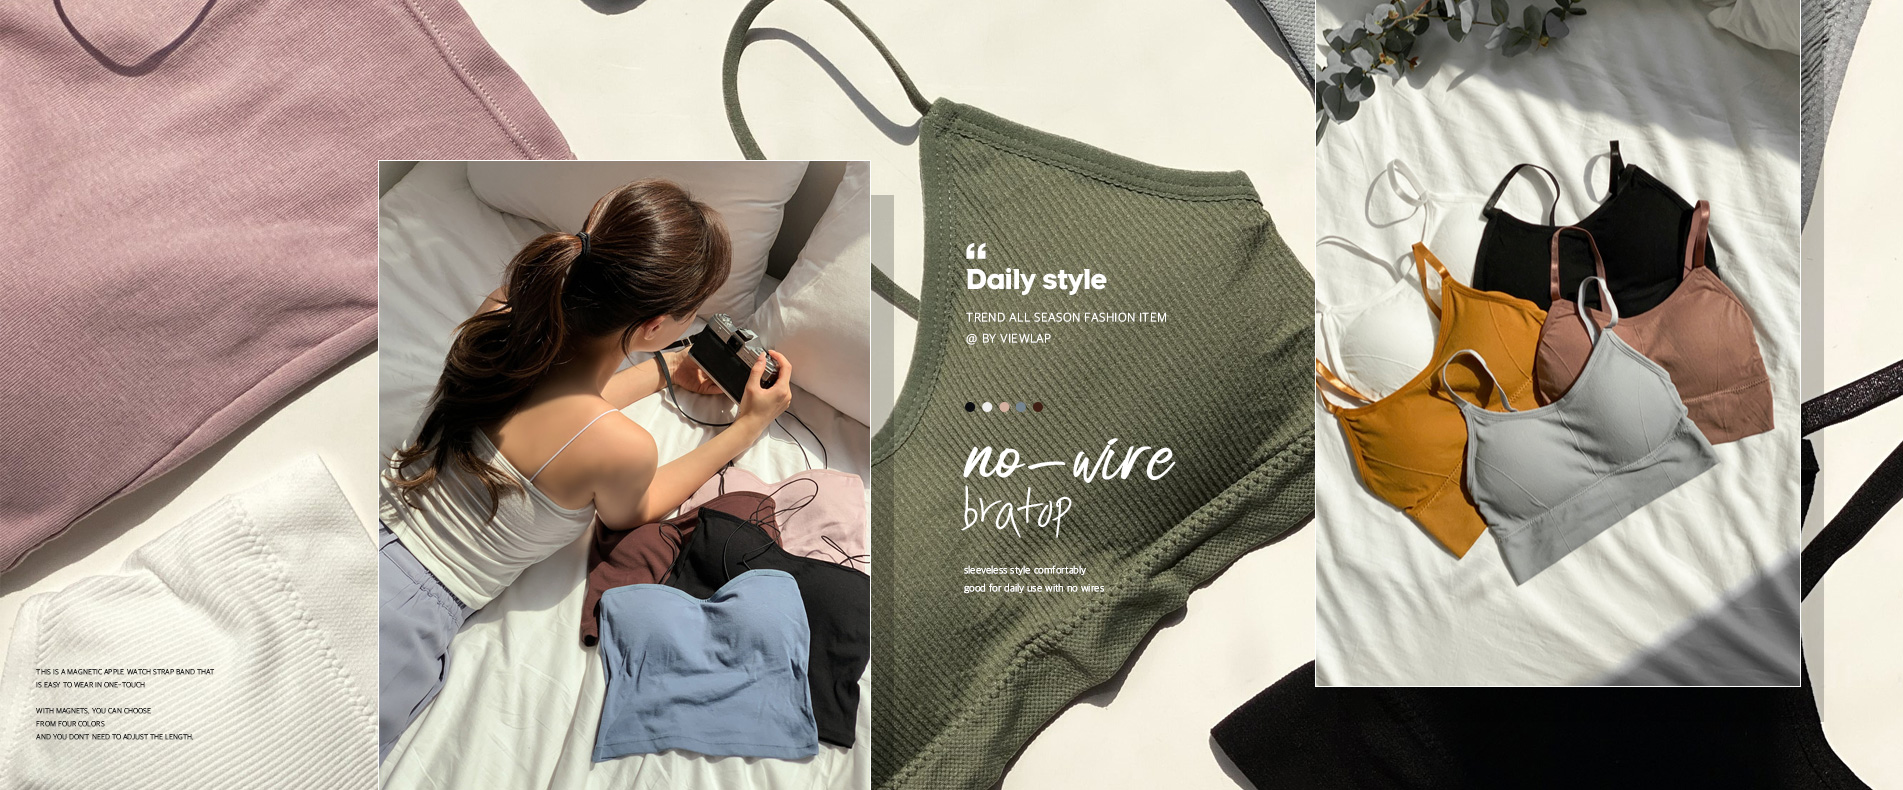 “
Daily style
TREND ALL SEASON FASHION ITEM
@ BY VIEWLAP
no-wire
bratop
sleeveless style comfortably
good for daily use with no wires
THIS IS A MAGNETIC APPLE WATCH STRAP BAND THAT
IS EASY TO WEAR IN ONE-TOUCH
WITH MAGNETS, YOU CAN CHOOSE
FROM FOUR COLORS
AND YOU DON'T NEED TO ADJUST THE LENGTH.